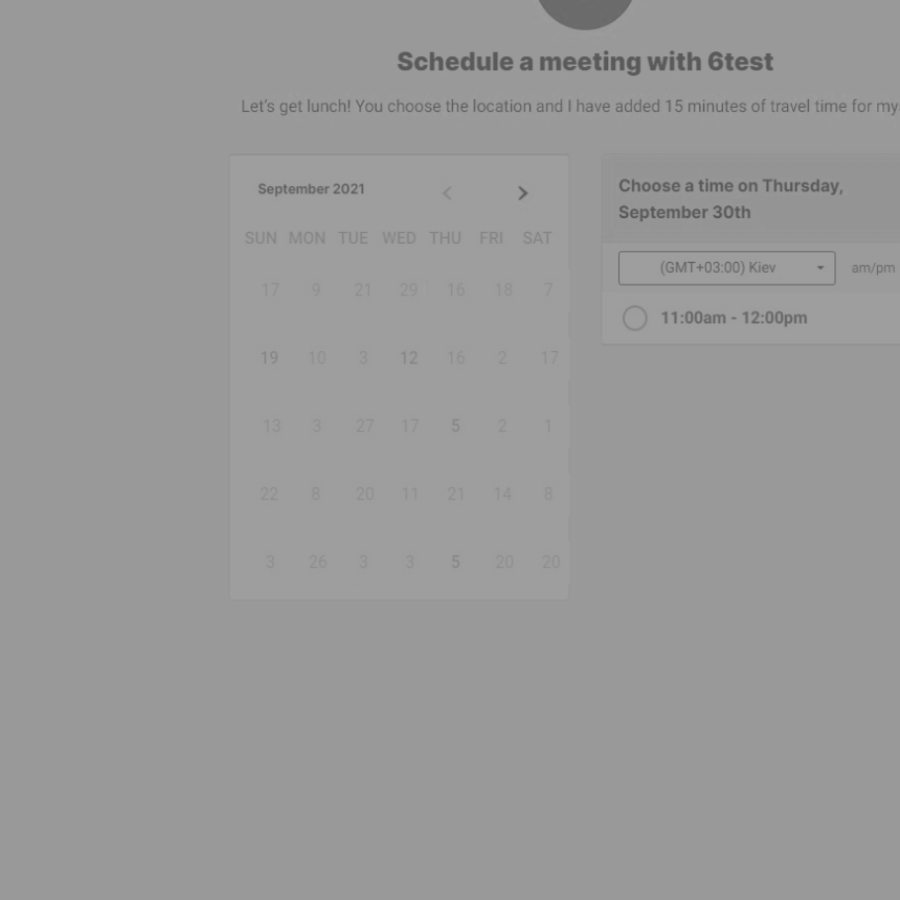 Schedule a meeting with 6test
Let's get lunch! You choose the location and I have added 15 minutes of travel time for my
September 2021
SUN MON TUE WED THU FRI SAT
17 9 21 29 16 18 7
19 10 3 12 16 2 17
13 3 27 17 5 2 1
22 8 20 11 21 14 8
3 26 3 3 5 20 20
Choose a time on Thursday,
September 30th
(GMT+03:00) Kiev am/pm
11:00am - 12:00pm